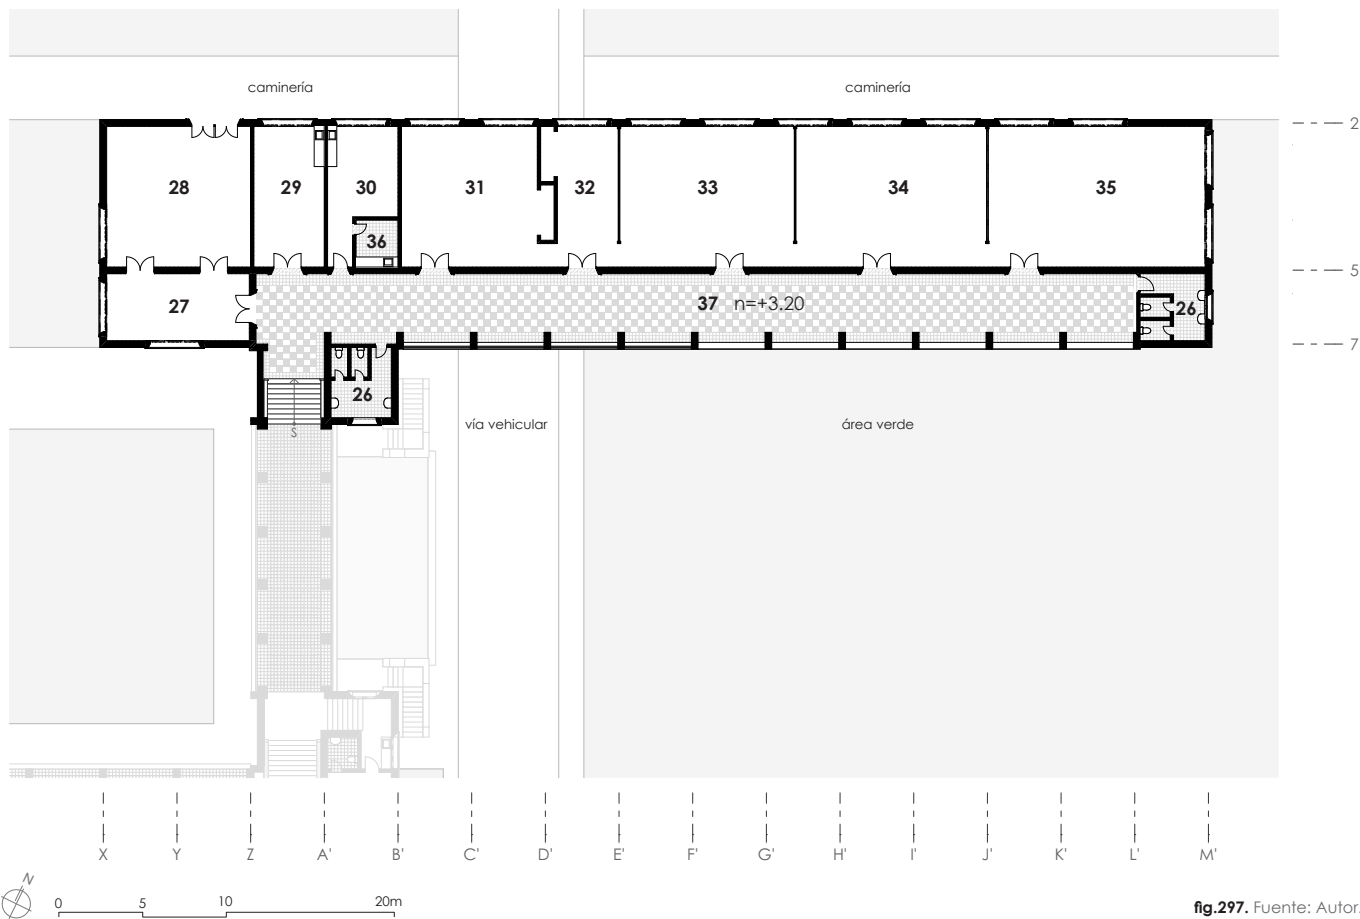 caminería caminería
2
28 29 30 31 32 33 34 35
36
5
27 37 n=+3.20 26
7
26
S
vía vehicular área verde
X Y Z A' B' C' D' E' F' G' H' I' J' K' L' M'
N
0 5 10 20m
fig.297. Fuente: Autor.